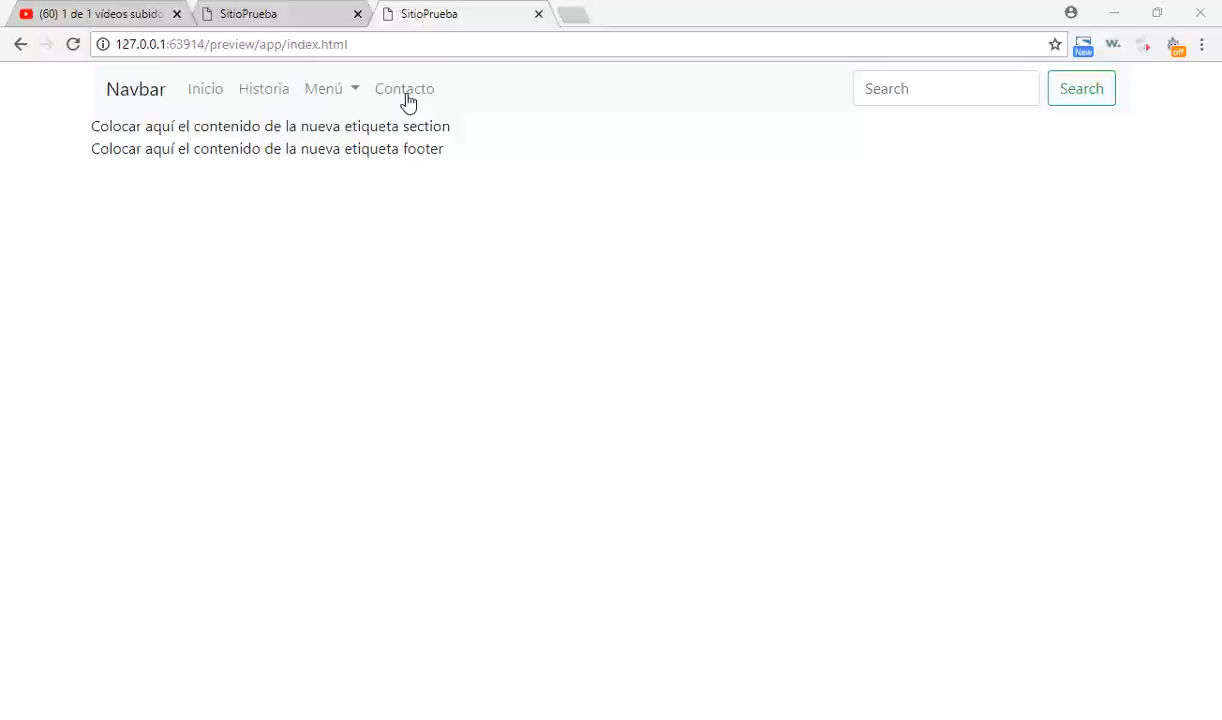 (60) 1 de 1 vídeos subido
SitioPrueba
SitioPrueba
127.0.0.1:63914/preview/app/index.html
New
W.
off
Navbar Inicio Historia Menú Contacto Search Search
Colocar aquí el contenido de la nueva etiqueta section
Colocar aquí el contenido de la nueva etiqueta footer